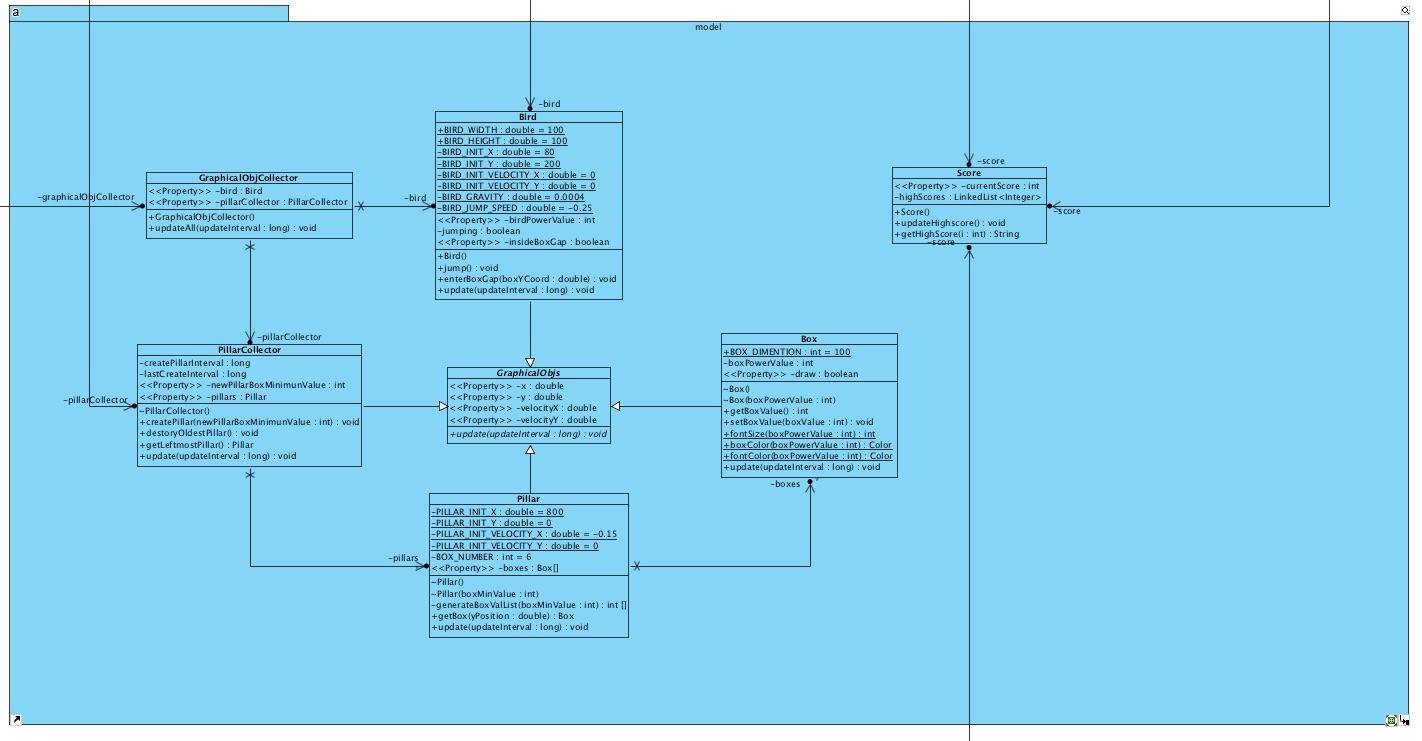 a
model
-bird
Bird
+BIRD_WIDTH : double = 100
+BIRD_HEIGHT : double = 100
-BIRD_INIT_X : double = 80
-BIRD_INIT_Y : double = 200
-BIRD_INIT_VELOCITY_X : double = 0
-BIRD_INIT_VELOCITY_Y : double = 0
-BIRD_GRAVITY : double = 0.0004
-BIRD_JUMP_SPEED : double = -0.25
<<Property>> -birdPowerValue : int
-jumping : boolean
<<Property>> -insideBoxGap : boolean
+Bird()
+jump() : void
+enterBoxGap(boxYCoord : double) : void
+update(updateInterval : long) : void
-graphicalObjCollector
GraphicalObjCollector
<<Property>> -bird : Bird
<<Property>> -pillarCollector : PillarCollector
+GraphicalObjCollector()
+updateAll(updateInterval : long) : void
-bird
-score
Score
<<Property>> -currentScore : int
-highScores : LinkedList<Integer>
+Score()
+updateHighscore() : void
+getHighScore(i : int) : String
-score
-score
-pillarCollector
PillarCollector
-createPillarInterval : long
-lastCreateInterval : long
<<Property>> -newPillarBoxMinimunValue : int
<<Property>> -pillars : Pillar
~PillarCollector()
+createPillar(newPillarBoxMinimunValue : int) : void
+destoryOldestPillar() : void
+getLeftmostPillar() : Pillar
+update(updateInterval : long) : void
-pillarCollector
GraphicalObjs
<<Property>> -x : double
<<Property>> -y : double
<<Property>> -velocityX : double
<<Property>> -velocityY : double
+update(updateInterval : long) : void
Box
+BOX_DIMENTION : int = 100
-boxPowerValue : int
<<Property>> -draw : boolean
~Box()
~Box(boxPowerValue : int)
+getBoxValue() : int
+setBoxValue(boxValue : int) : void
+fontSize(boxPowerValue : int) : int
+boxColor(boxPowerValue : int) : Color
+fontColor(boxPowerValue : int) : Color
+update(updateInterval : long) : void
-boxes
*
-pillars
Pillar
-PILLAR_INIT_X : double = 800
-PILLAR_INIT_Y : double = 0
-PILLAR_INIT_VELOCITY_X : double = -0.15
-PILLAR_INIT_VELOCITY_Y : double = 0
-BOX_NUMBER : int = 6
<<Property>> -boxes : Box[]
~Pillar()
~Pillar(boxMinValue : int)
-generateBoxValList(boxMinValue : int) : int []
+getBox(yPosition : double) : Box
+update(updateInterval : long) : void